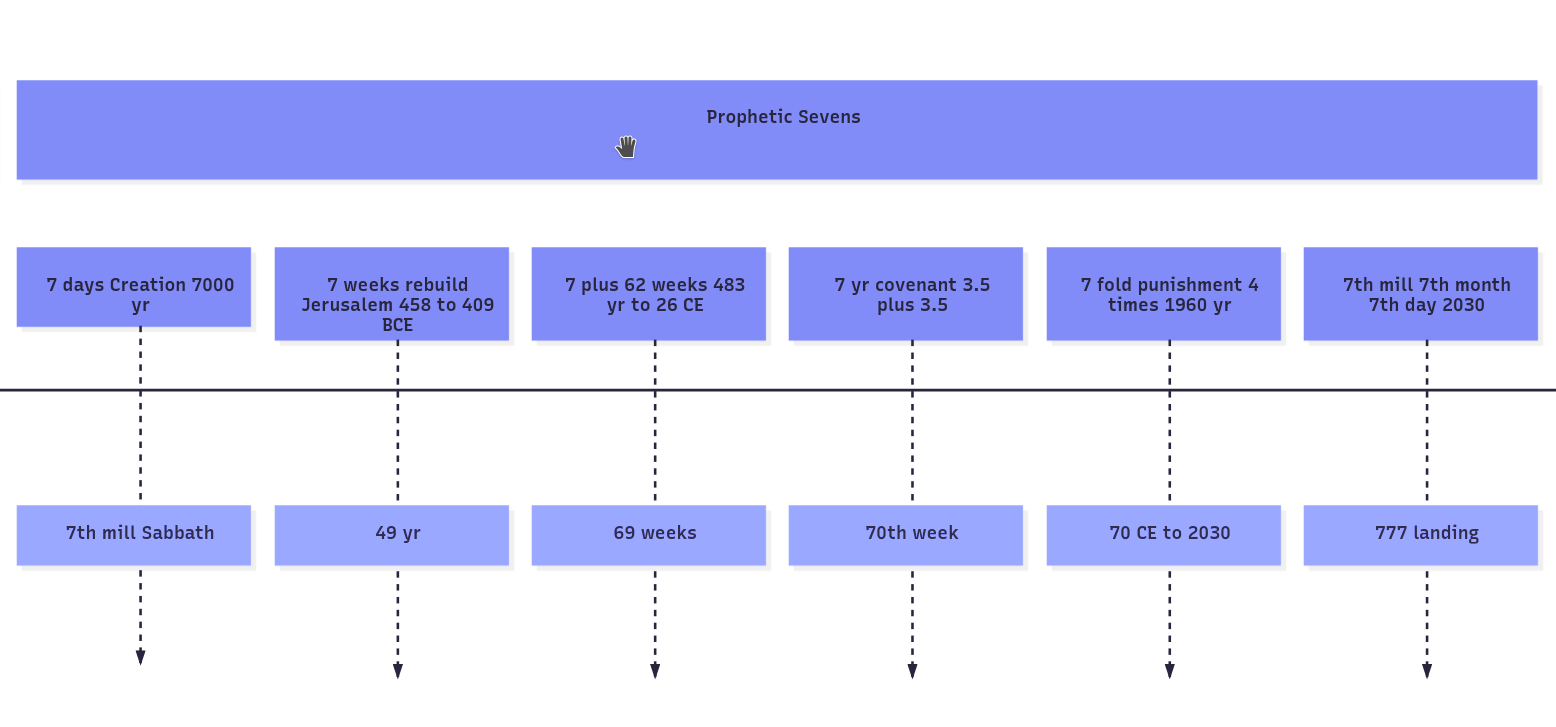 Prophetic Sevens
7 days Creation 7000
yr
7 weeks rebuild
Jerusalem 458 to 409
BCE
7 plus 62 weeks 483
yr to 26 CE
7 yr covenant 3.5
plus 3.5
7 fold punishment 4
times 1960 yr
7th mill 7th month
7th day 2030
7th mill Sabbath
49 yr
69 weeks
70th week
70 CE to 2030
777 landing